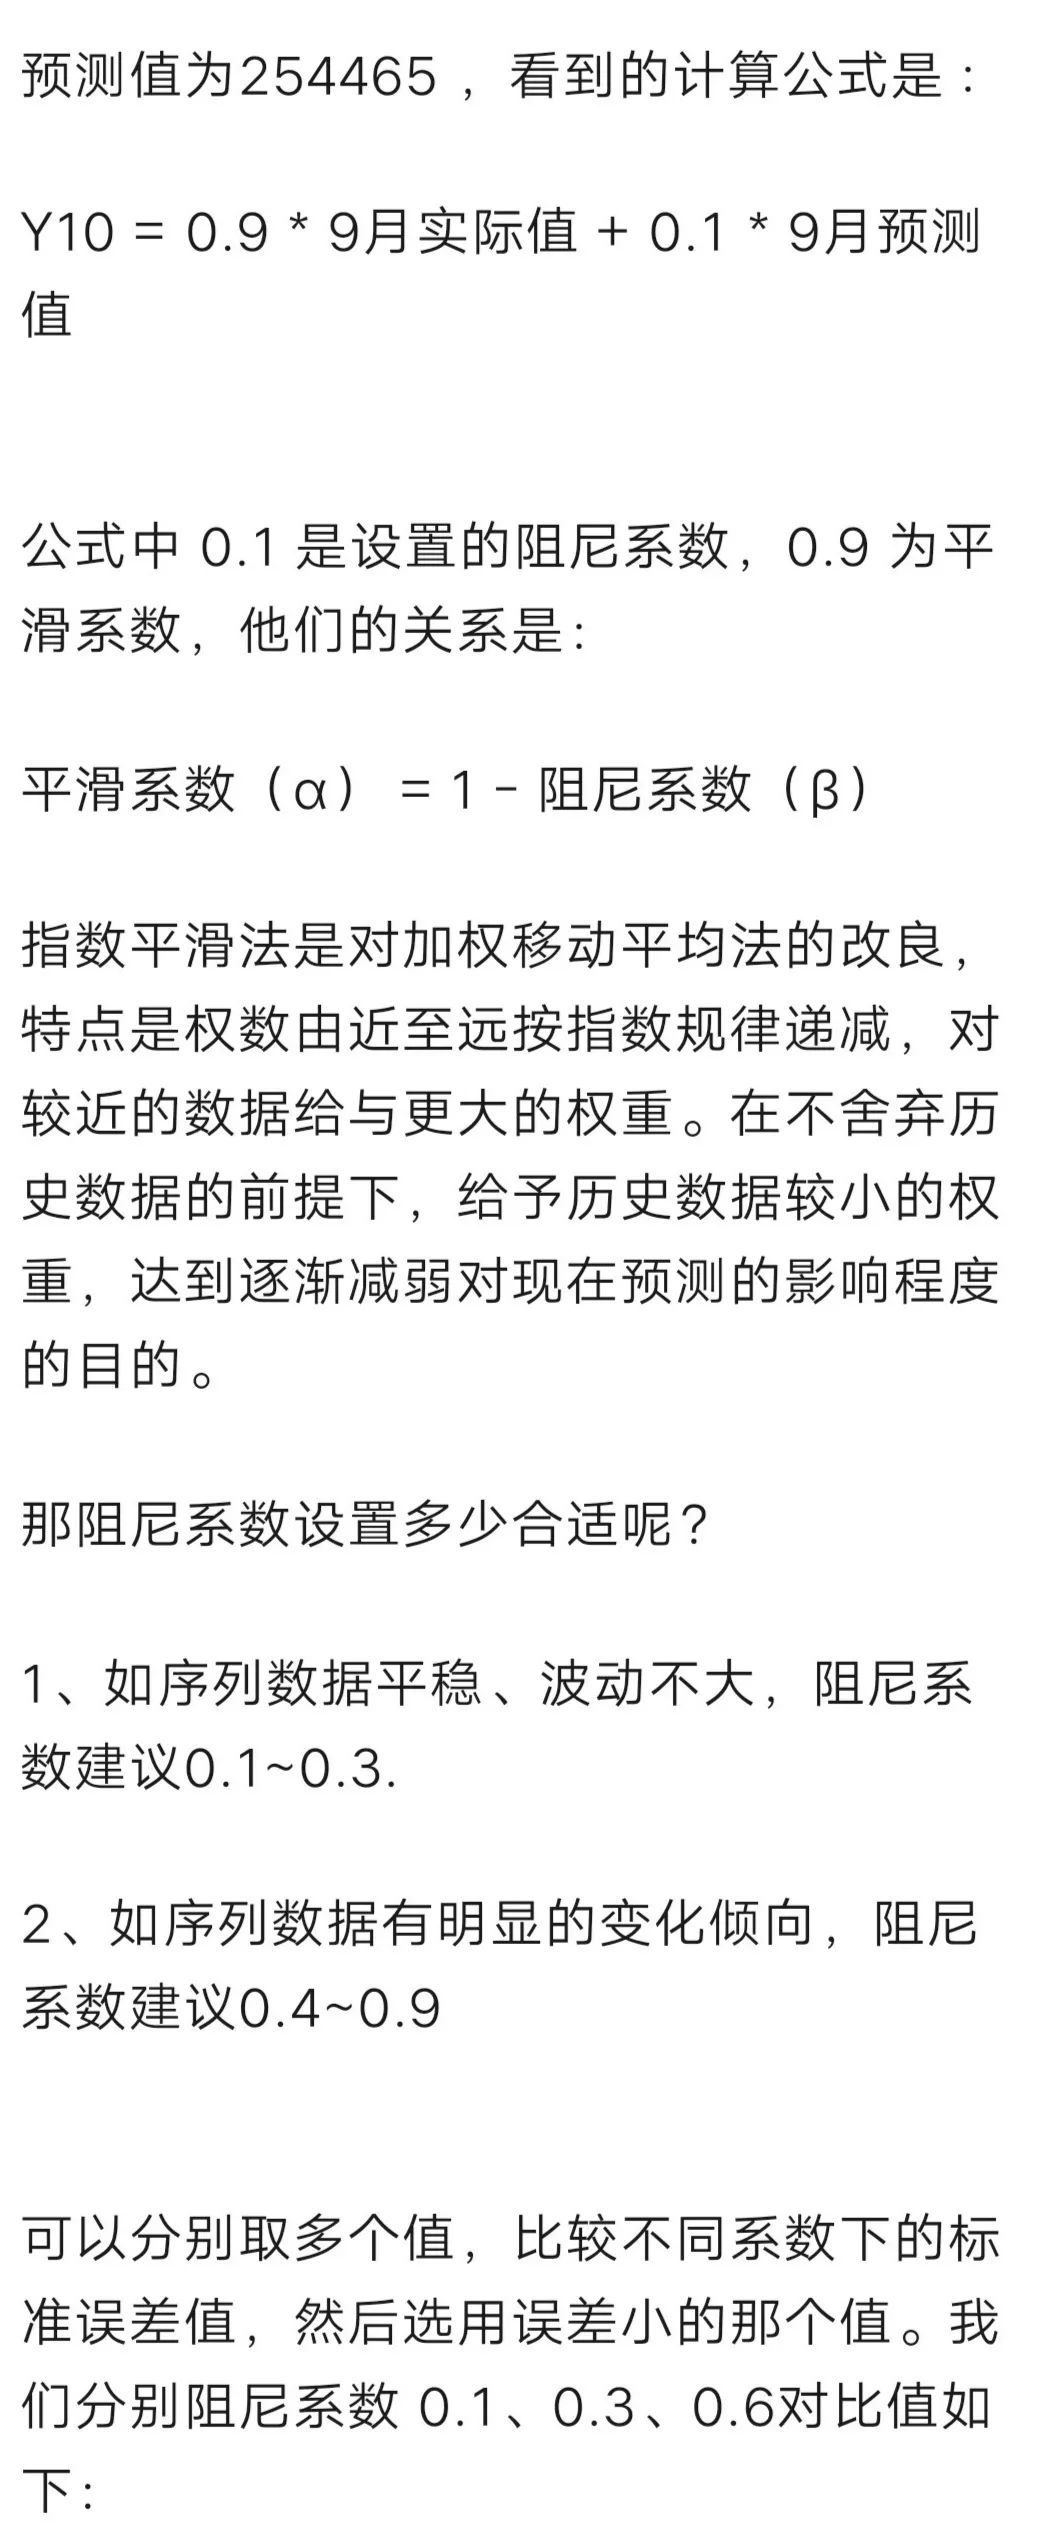 预测值为254465 ，看到的计算公式是：
Y10 = 0.9 * 9月实际值 + 0.1 * 9月预测
值
公式中 0.1 是设置的阻尼系数，0.9 为平
滑系数，他们的关系是：
平滑系数（α） = 1 - 阻尼系数（β）
指数平滑法是对加权移动平均法的改良，
特点是权数由近至远按指数规律递减，对
较近的数据给与更大的权重。在不舍弃历
史数据的前提下，给予历史数据较小的权
重，达到逐渐减弱对现在预测的影响程度
的目的。
那阻尼系数设置多少合适呢？
1、如序列数据平稳、波动不大，阻尼系
数建议0.1~0.3.
2、如序列数据有明显的变化倾向，阻尼
系数建议0.4~0.9
可以分别取多个值，比较不同系数下的标
准误差值，然后选用误差小的那个值。我
们分别阻尼系数 0.1、0.3、0.6对比值如
下：